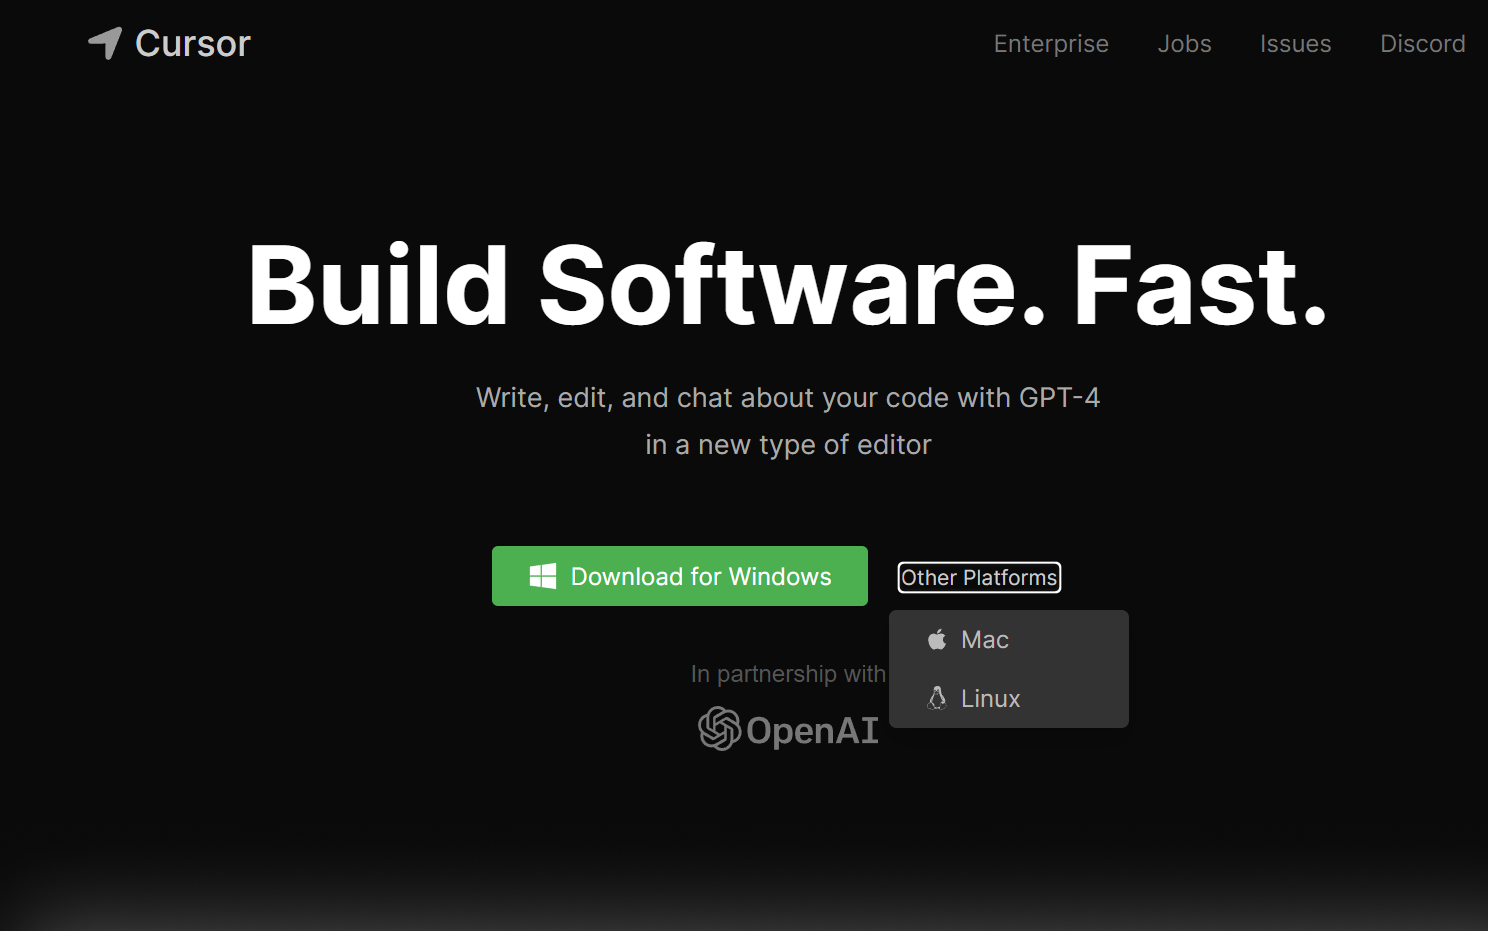 Cursor
Enterprise Jobs Issues Discord
Build Software. Fast.
Write, edit, and chat about your code with GPT-4
in a new type of editor
Download for Windows
Other Platforms
Mac
Linux
In partnership with
OpenAI